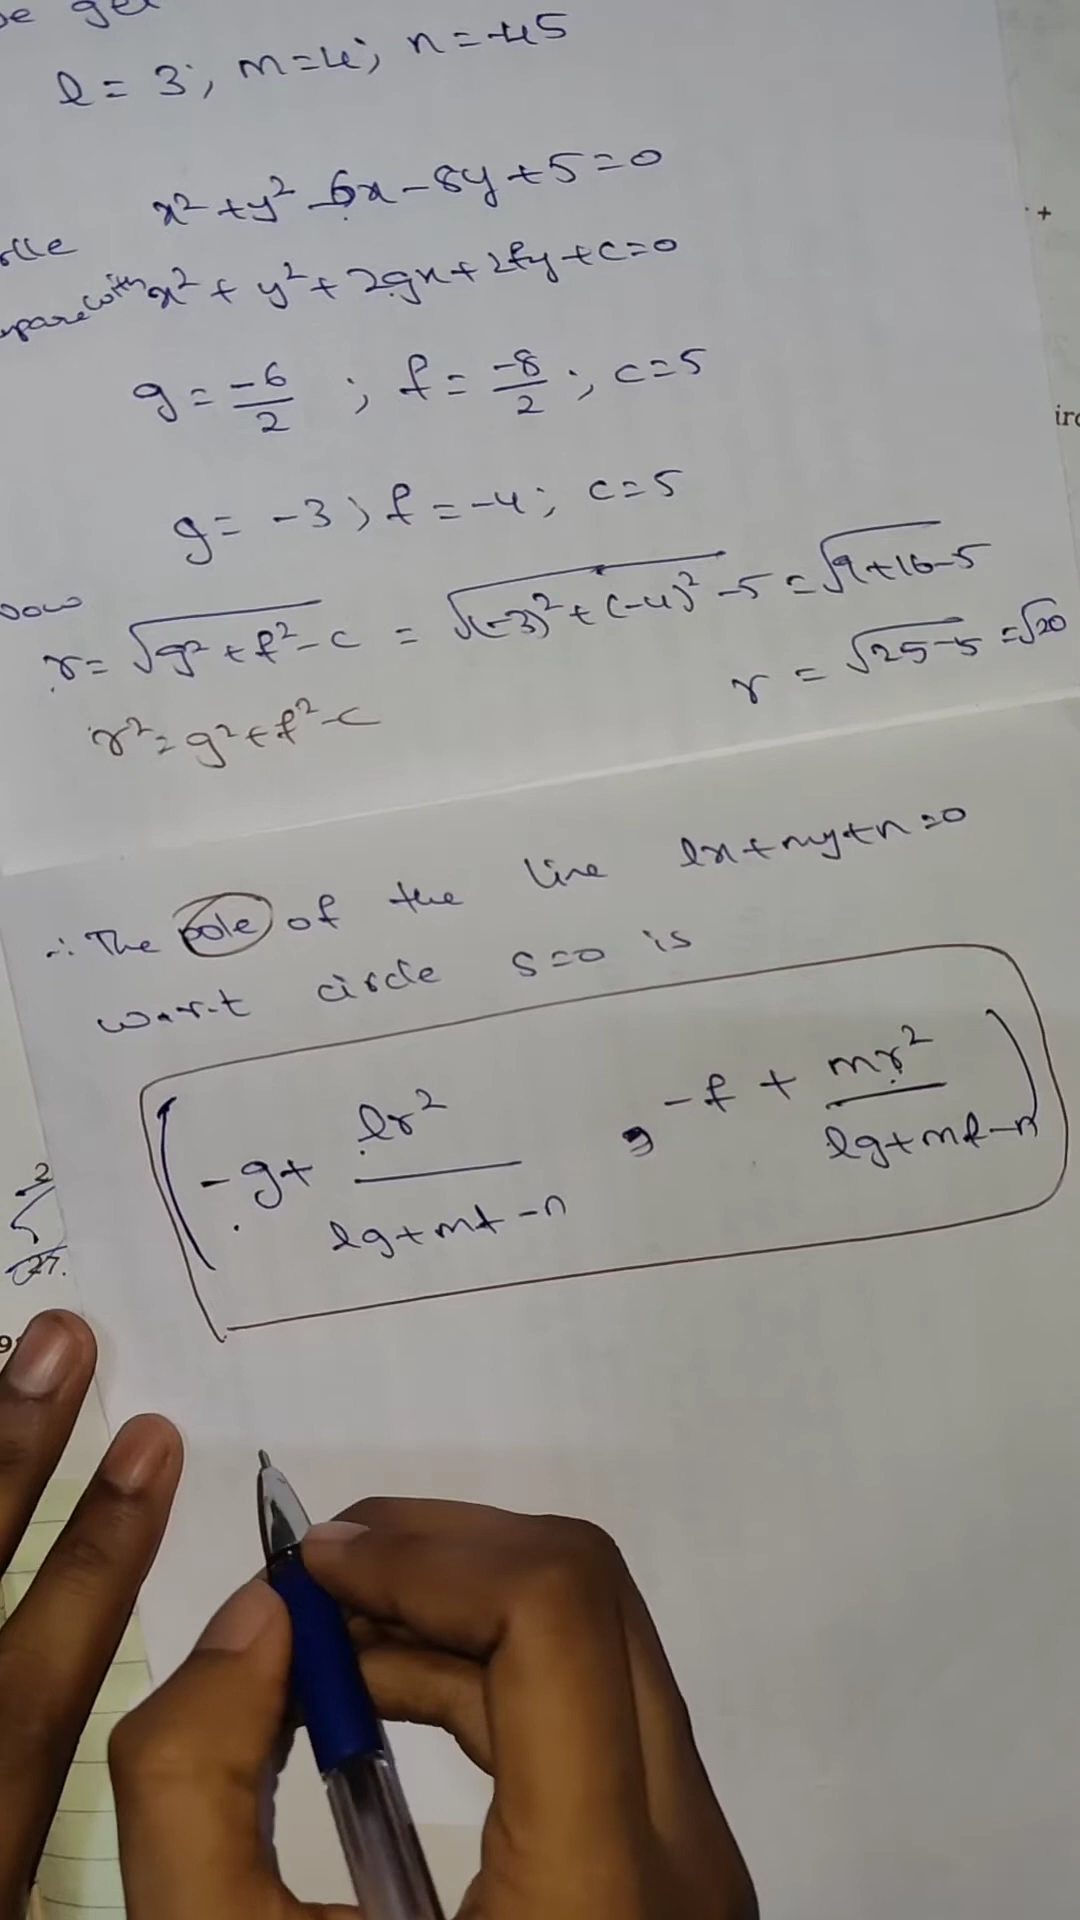 l = 3; m=4; n=-45
x² + y² -6x - 8y + 5 = 0
with x² + y² + 2gx + 2fy + c = 0
g = -6/2 ; f = -8/2 ; c=5
g = -3; f = -4; c=5
r = √g² + f² - c = √(-3)² + (-4)² - 5 = √9+16-5
r = √25-5 = √20
r² = g² + f² - c
∴ The pole of the line lx+my+n=0
w.r.t circle s=0 is
( -g + lr²/lg+mf-n , -f + mr²/lg+mf-n )